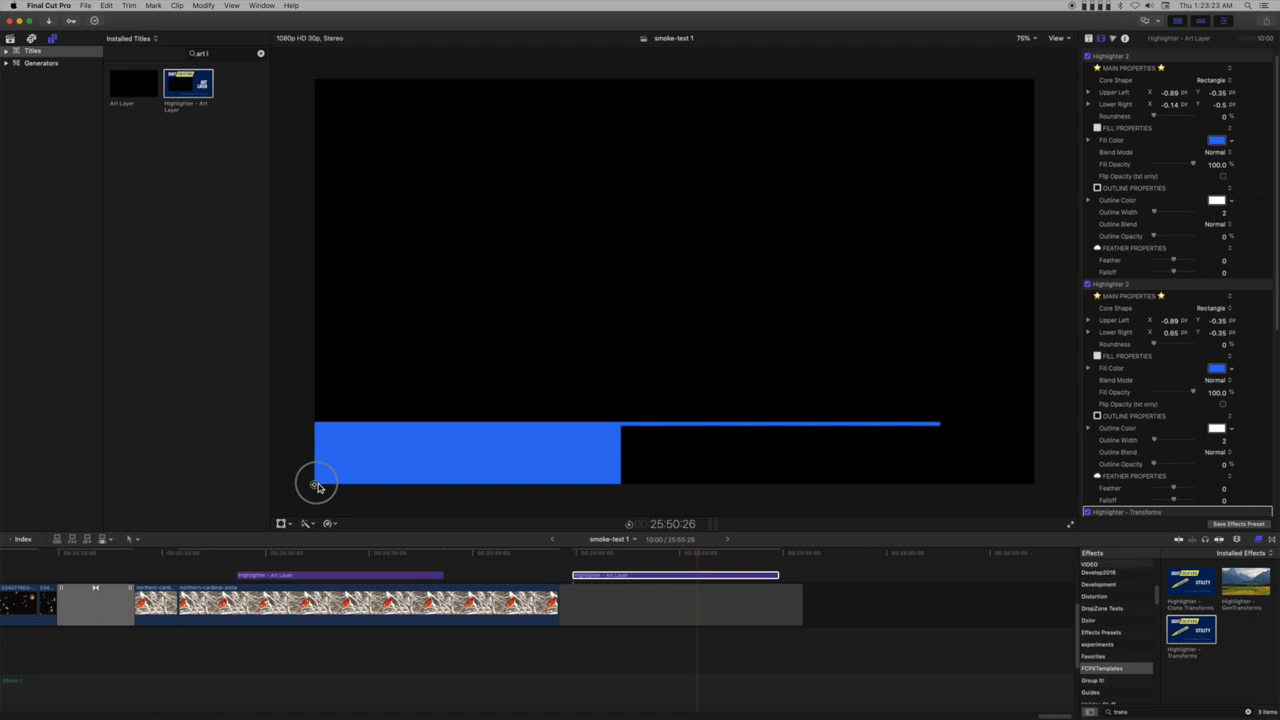 Final Cut Pro File Edit Trim Mark Clip Modify View Window Help Thu 1:23:23 AM
Titles Installed Titles art l 1080p HD 30p, Stereo smoke-test 1 75% View Highlighter - Art Layer 10:00
Generators
Art Layer Highlighter - Art Layer
Highlighter 2
MAIN PROPERTIES
Core Shape Rectangle
Upper Left X -0.89 px Y -0.35 px
Lower Right X -0.14 px Y -0.5 px
Roundness 0 %
FILL PROPERTIES
Fill Color
Blend Mode Normal
Fill Opacity 100.0 %
Flip Opacity (txt only)
OUTLINE PROPERTIES
Outline Color
Outline Width 2
Outline Blend Normal
Outline Opacity 0 %
FEATHER PROPERTIES
Feather 0
Falloff 0
Highlighter 2
MAIN PROPERTIES
Core Shape Rectangle
Upper Left X -0.89 px Y -0.35 px
Lower Right X 0.65 px Y -0.35 px
Roundness 0 %
FILL PROPERTIES
Fill Color
Blend Mode Normal
Fill Opacity 100.0 %
Flip Opacity (txt only)
OUTLINE PROPERTIES
Outline Color
Outline Width 2
Outline Blend Normal
Outline Opacity 0 %
FEATHER PROPERTIES
Feather 0
Falloff 0
Highlighter - Transforms
Save Effects Preset
25:50:26
Index smoke-test 1 10:00 / 25:55:29
Highlighter - Art Layer
Highlighter - Art Layer
northern-cardi...
northern-cardinal-shine
Effects Installed Effects
VIDEO
Develop2016
Development
Distortion
DropZone Tests
Dzinr
Effects Presets
experiments
Favorites
FCPXTemplates
Group It!
Guides
Highlighter - Clone Transforms
Highlighter - GenTransforms
Highlighter - Transforms
trans 3 items